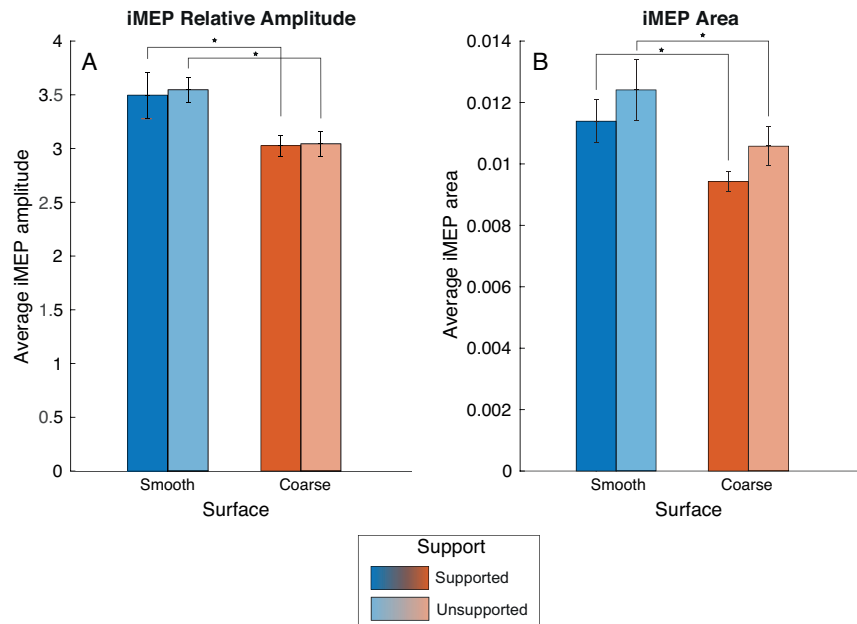 iMEP Relative Amplitude
A
*
*
4
3.5
3
2.5
2
1.5
1
0.5
0
Average iMEP amplitude
Smooth
Coarse
Surface
iMEP Area
B
*
*
0.014
0.012
0.01
0.008
0.006
0.004
0.002
0
Average iMEP area
Smooth
Coarse
Surface
Support
Supported
Unsupported